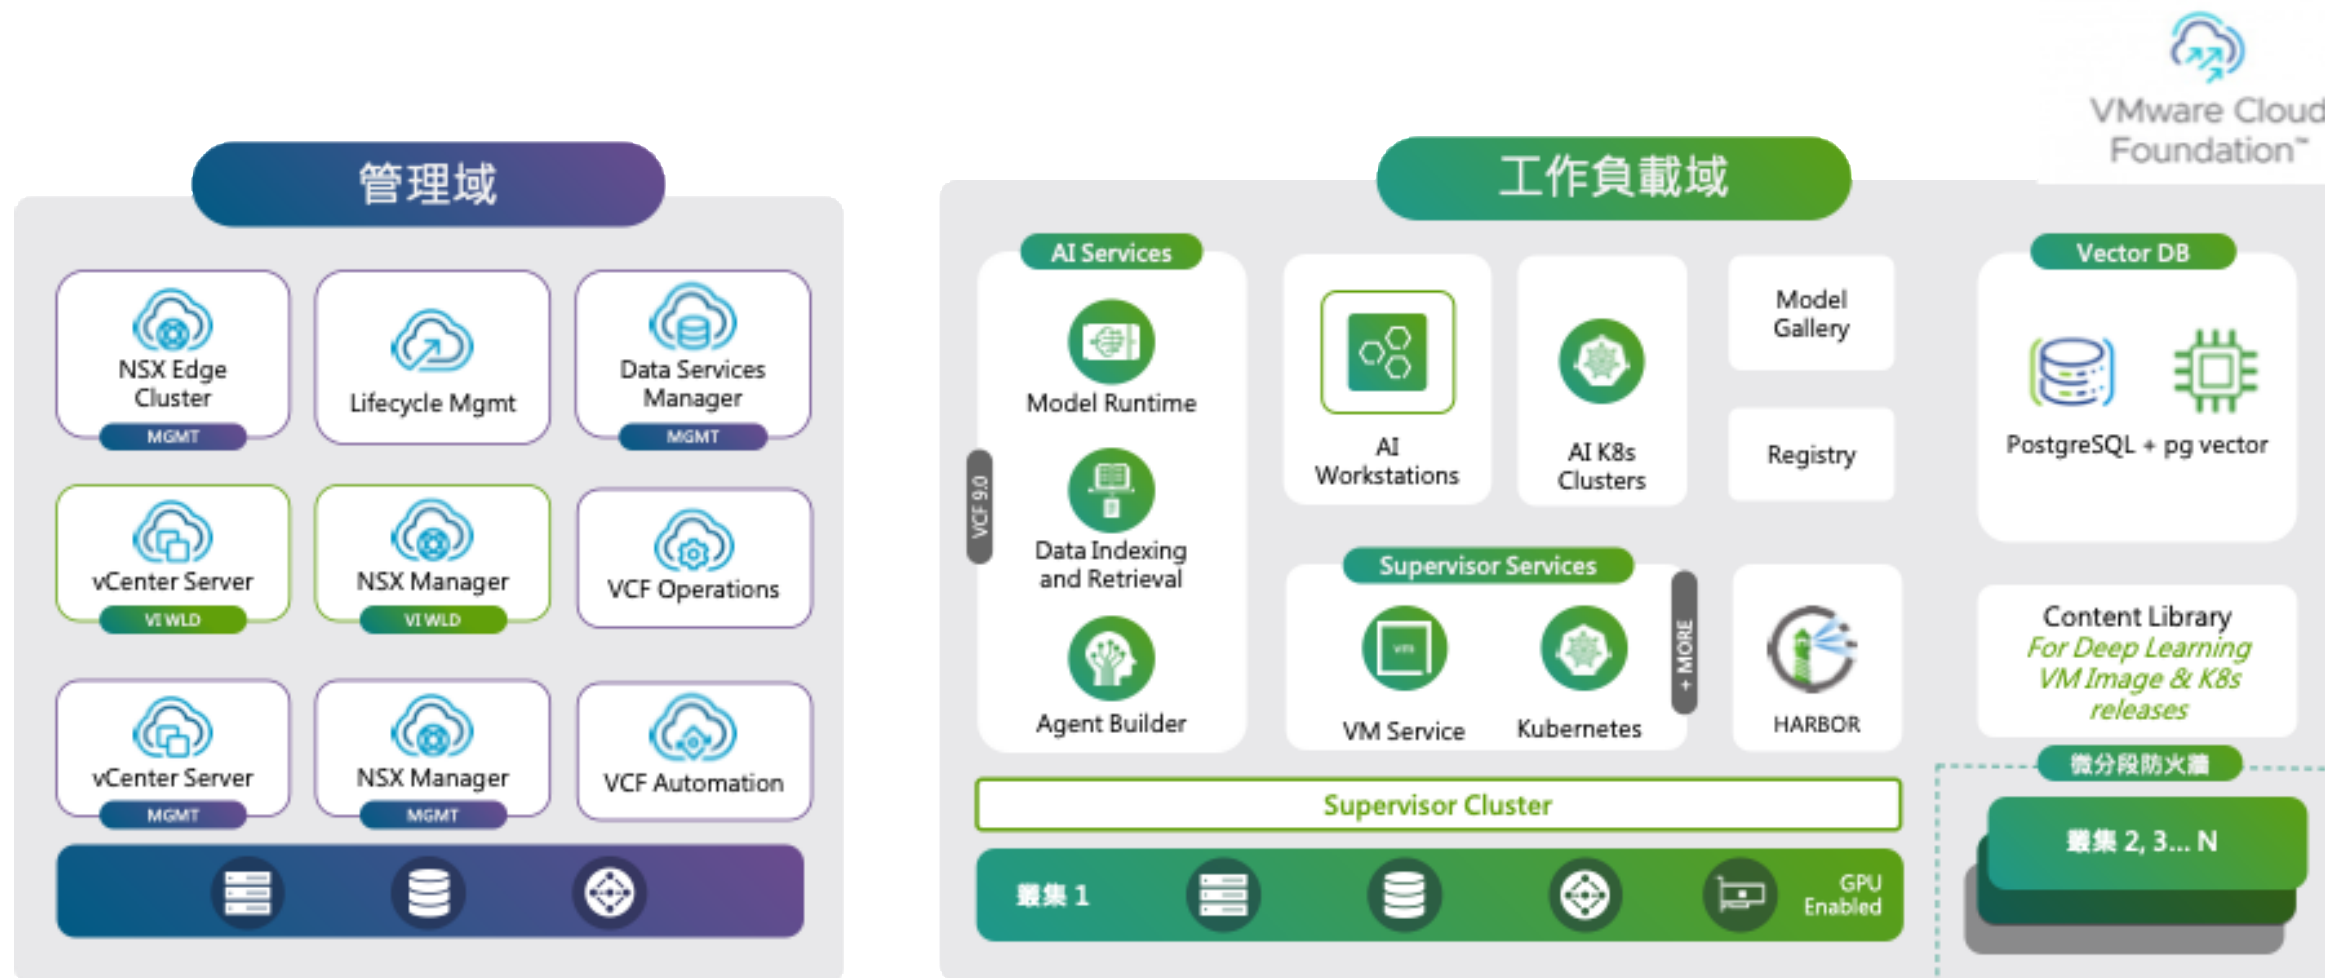 VMware Cloud
Foundation™
管理域
NSX Edge
Cluster
MGMT
Lifecycle Mgmt
Data Services
Manager
MGMT
vCenter Server
VI WLD
NSX Manager
VI WLD
VCF Operations
vCenter Server
MGMT
NSX Manager
MGMT
VCF Automation
工作負載域
AI Services
VCF 9.0
Model Runtime
Data Indexing
and Retrieval
Agent Builder
AI
Workstations
AI K8s
Clusters
Model
Gallery
Registry
Supervisor Services
vm
VM Service
Kubernetes
+ MORE
HARBOR
Vector DB
PostgreSQL + pg vector
Content Library
For Deep Learning
VM Image & K8s
releases
Supervisor Cluster
叢集 1
GPU
Enabled
微分段防火牆
叢集 2, 3... N